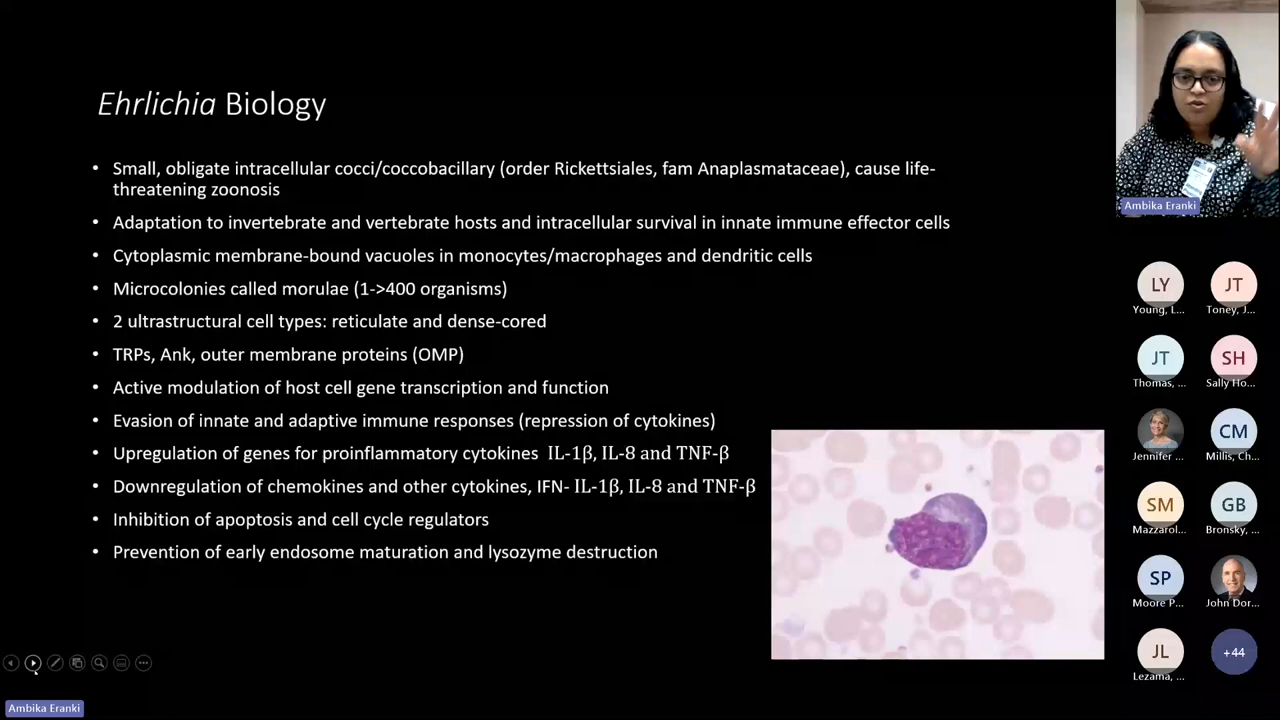 Ehrlichia Biology
• Small, obligate intracellular cocci/coccobacillary (order Rickettsiales, fam Anaplasmataceae), cause life-
threatening zoonosis
• Adaptation to invertebrate and vertebrate hosts and intracellular survival in innate immune effector cells
• Cytoplasmic membrane-bound vacuoles in monocytes/macrophages and dendritic cells
• Microcolonies called morulae (1->400 organisms)
• 2 ultrastructural cell types: reticulate and dense-cored
• TRPs, Ank, outer membrane proteins (OMP)
• Active modulation of host cell gene transcription and function
• Evasion of innate and adaptive immune responses (repression of cytokines)
• Upregulation of genes for proinflammatory cytokines IL-1β, IL-8 and TNF-β
• Downregulation of chemokines and other cytokines, IFN- IL-1β, IL-8 and TNF-β
• Inhibition of apoptosis and cell cycle regulators
• Prevention of early endosome maturation and lysozyme destruction
Ambika Eranki
LY
Young, L...
JT
Toney, J...
JT
Thomas, ...
SH
Sally Ho...
Jennifer ...
CM
Millis, Ch...
SM
Mazzarol...
GB
Bronsky, ...
SP
Moore P...
John Dor...
JL
Lezama, ...
+44
Ambika Eranki